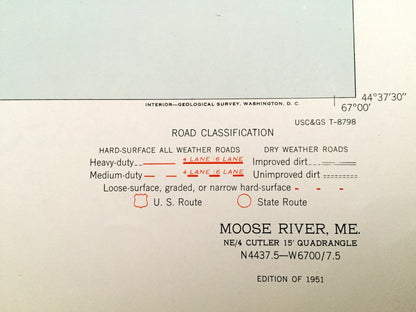 44°37'30"
INTERIOR—GEOLOGICAL SURVEY, WASHINGTON, D. C.
67°00'
USC&GS T-8798
ROAD CLASSIFICATION
HARD-SURFACE ALL WEATHER ROADS DRY WEATHER ROADS
Heavy-duty 4 LANE 6 LANE Improved dirt
Medium-duty 4 LANE 6 LANE Unimproved dirt
Loose-surface, graded, or narrow hard-surface
U. S. Route State Route
MOOSE RIVER, ME.
NE/4 CUTLER 15' QUADRANGLE
N4437.5—W6700/7.5
EDITION OF 1951